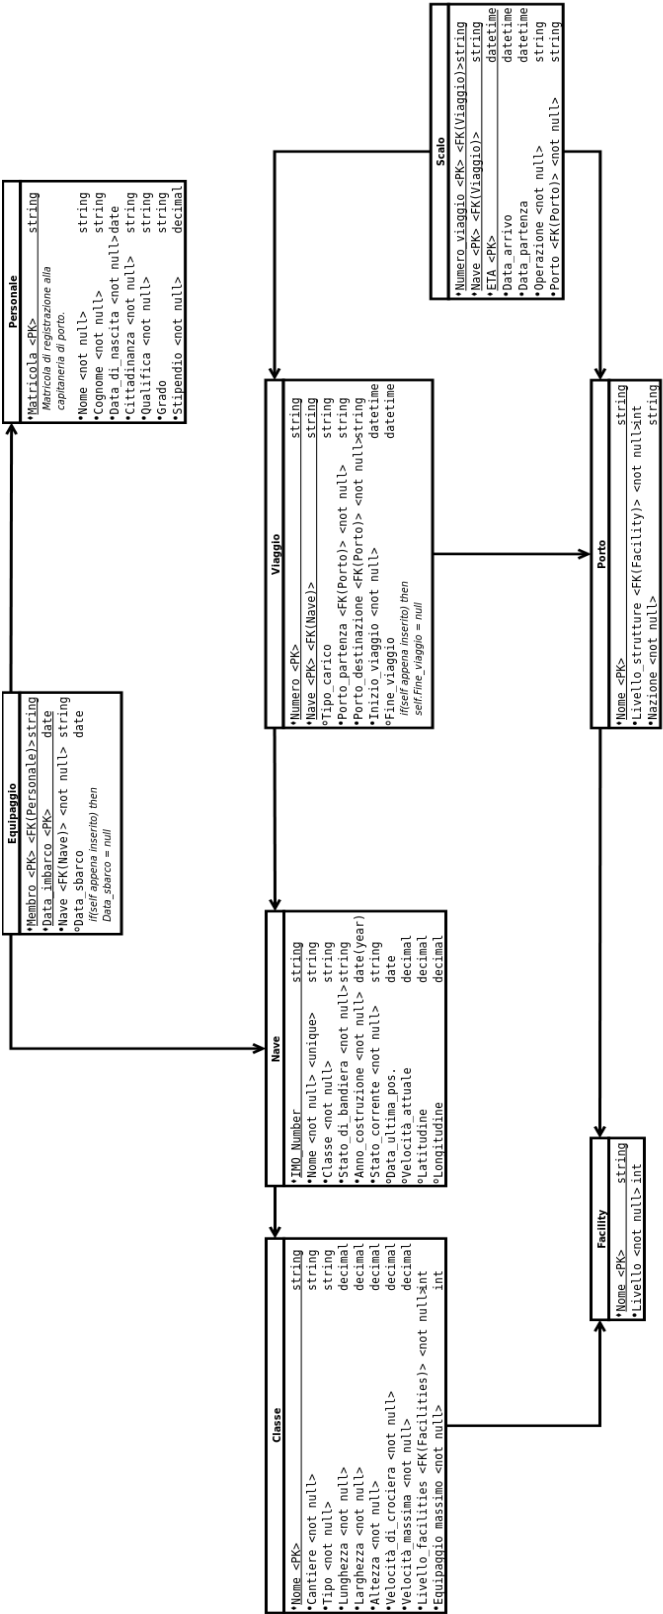 Personale
•Matricola <PK> string
Matricola di registrazione alla
capitaneria di porto.
•Nome <not null> string
•Cognome <not null> string
•Data_di_nascita <not null>date
•Cittadinanza <not null> string
•Qualifica <not null> string
•Grado string
•Stipendio <not null> decimal
Equipaggio
•Membro <PK> <FK(Personale)>string
•Data_imbarco <PK> date
•Nave <FK(Nave)> <not null> string
°Data_sbarco date
if(self appena inserito) then
Data_sbarco = null
Classe
•Nome <PK> string
•Cantiere <not null> string
•Tipo <not null> string
•Lunghezza <not null> decimal
•Larghezza <not null> decimal
•Altezza <not null> decimal
•Velocità_di_crociera <not null> decimal
•Velocità_massima <not null> decimal
•Livello_facilities <FK(Facilities)> <not null>int
•Equipaggio massimo <not null> int
Nave
•IMO_Number string
•Nome <not null> <unique> string
•Classe <not null> string
•Stato_di_bandiera <not null>string
•Anno_costruzione <not null> date(year)
•Stato_corrente <not null> string
°Data_ultima_pos. date
°Velocità_attuale decimal
°Latitudine decimal
°Longitudine decimal
Viaggio
•Numero <PK> string
•Nave <PK> <FK(Nave)> string
°Tipo_carico string
•Porto_partenza <FK(Porto)> <not null> string
•Porto_destinazione <FK(Porto)> <not null>string
•Inizio_viaggio <not null> datetime
°Fine_viaggio datetime
if(self appena inserito) then
self.Fine_viaggio = null
Scalo
•Numero_viaggio <PK> <FK(Viaggio)>string
•Nave <PK> <FK(Viaggio)> string
•ETA <PK> datetime
•Data_arrivo datetime
•Data_partenza datetime
•Operazione <not null> string
•Porto <FK(Porto)> <not null> string
Facility
•Nome <PK> string
•Livello <not null> int
Porto
•Nome <PK> string
•Livello_strutture <FK(Facility)> <not null>int
•Nazione <not null> string